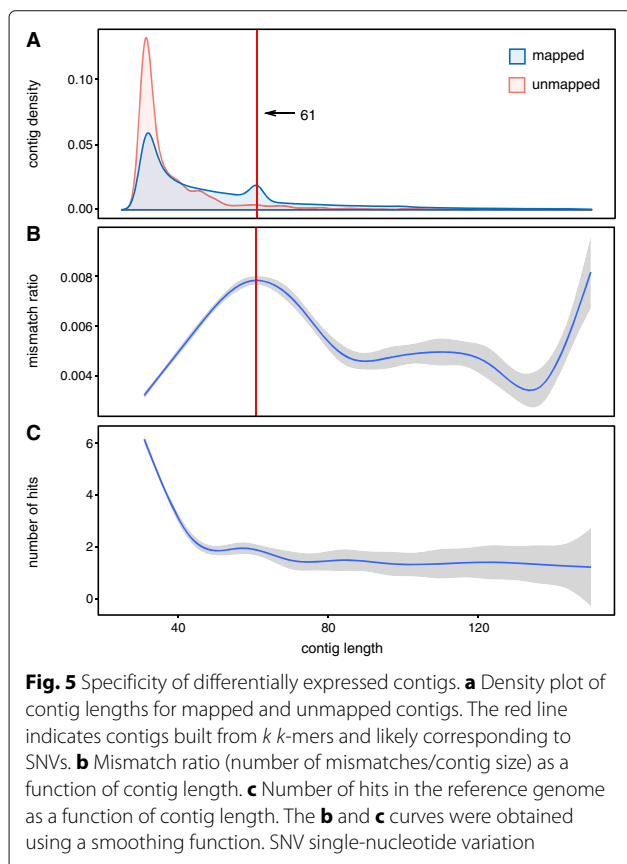 A
mapped
unmapped
61
contig density
0.10
0.05
0.00
B
mismatch ratio
0.008
0.006
0.004
C
number of hits
6
4
2
0
40
80
120
contig length
Fig. 5 Specificity of differentially expressed contigs. a Density plot of
contig lengths for mapped and unmapped contigs. The red line
indicates contigs built from k k-mers and likely corresponding to
SNVs. b Mismatch ratio (number of mismatches/contig size) as a
function of contig length. c Number of hits in the reference genome
as a function of contig length. The b and c curves were obtained
using a smoothing function. SNV single-nucleotide variation